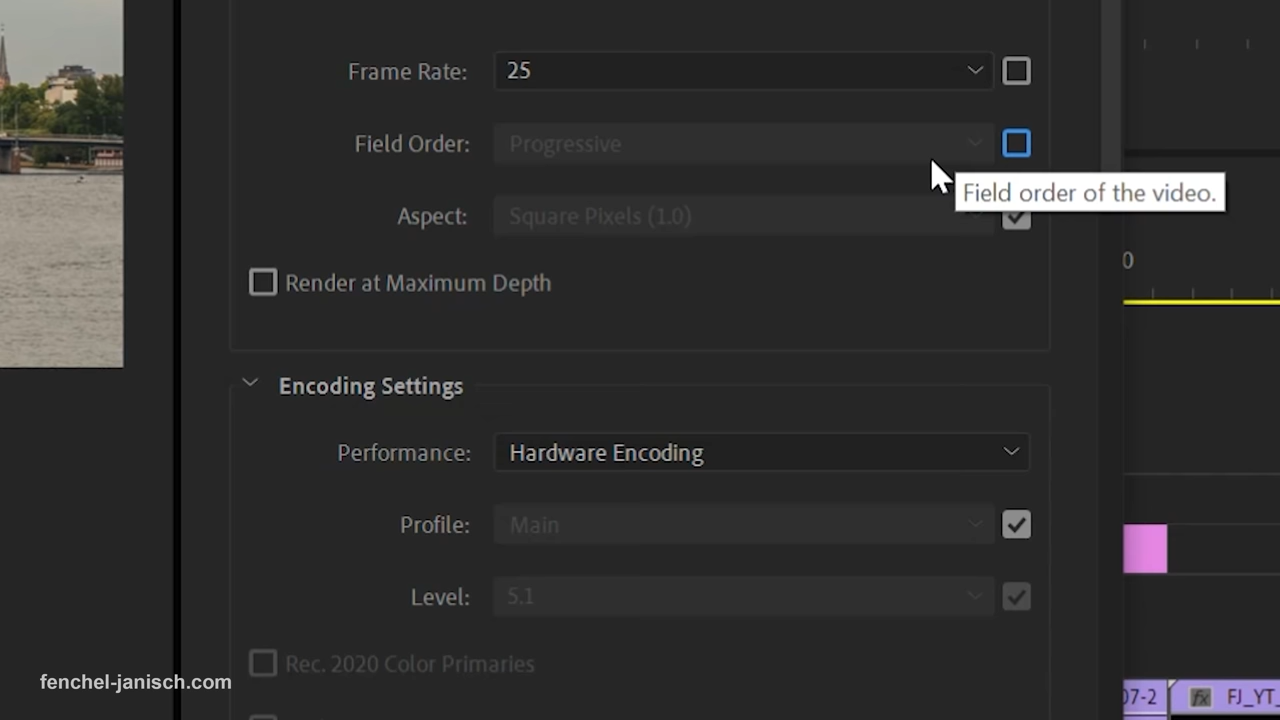 Frame Rate: 25
Field Order: Progressive
Field order of the video.
Aspect: Square Pixels (1.0)
0
Render at Maximum Depth
Encoding Settings
Performance: Hardware Encoding
Profile: Main
Level: 5.1
Rec. 2020 Color Primaries
fenchel-janisch.com
07-2 fx FJ_YT_